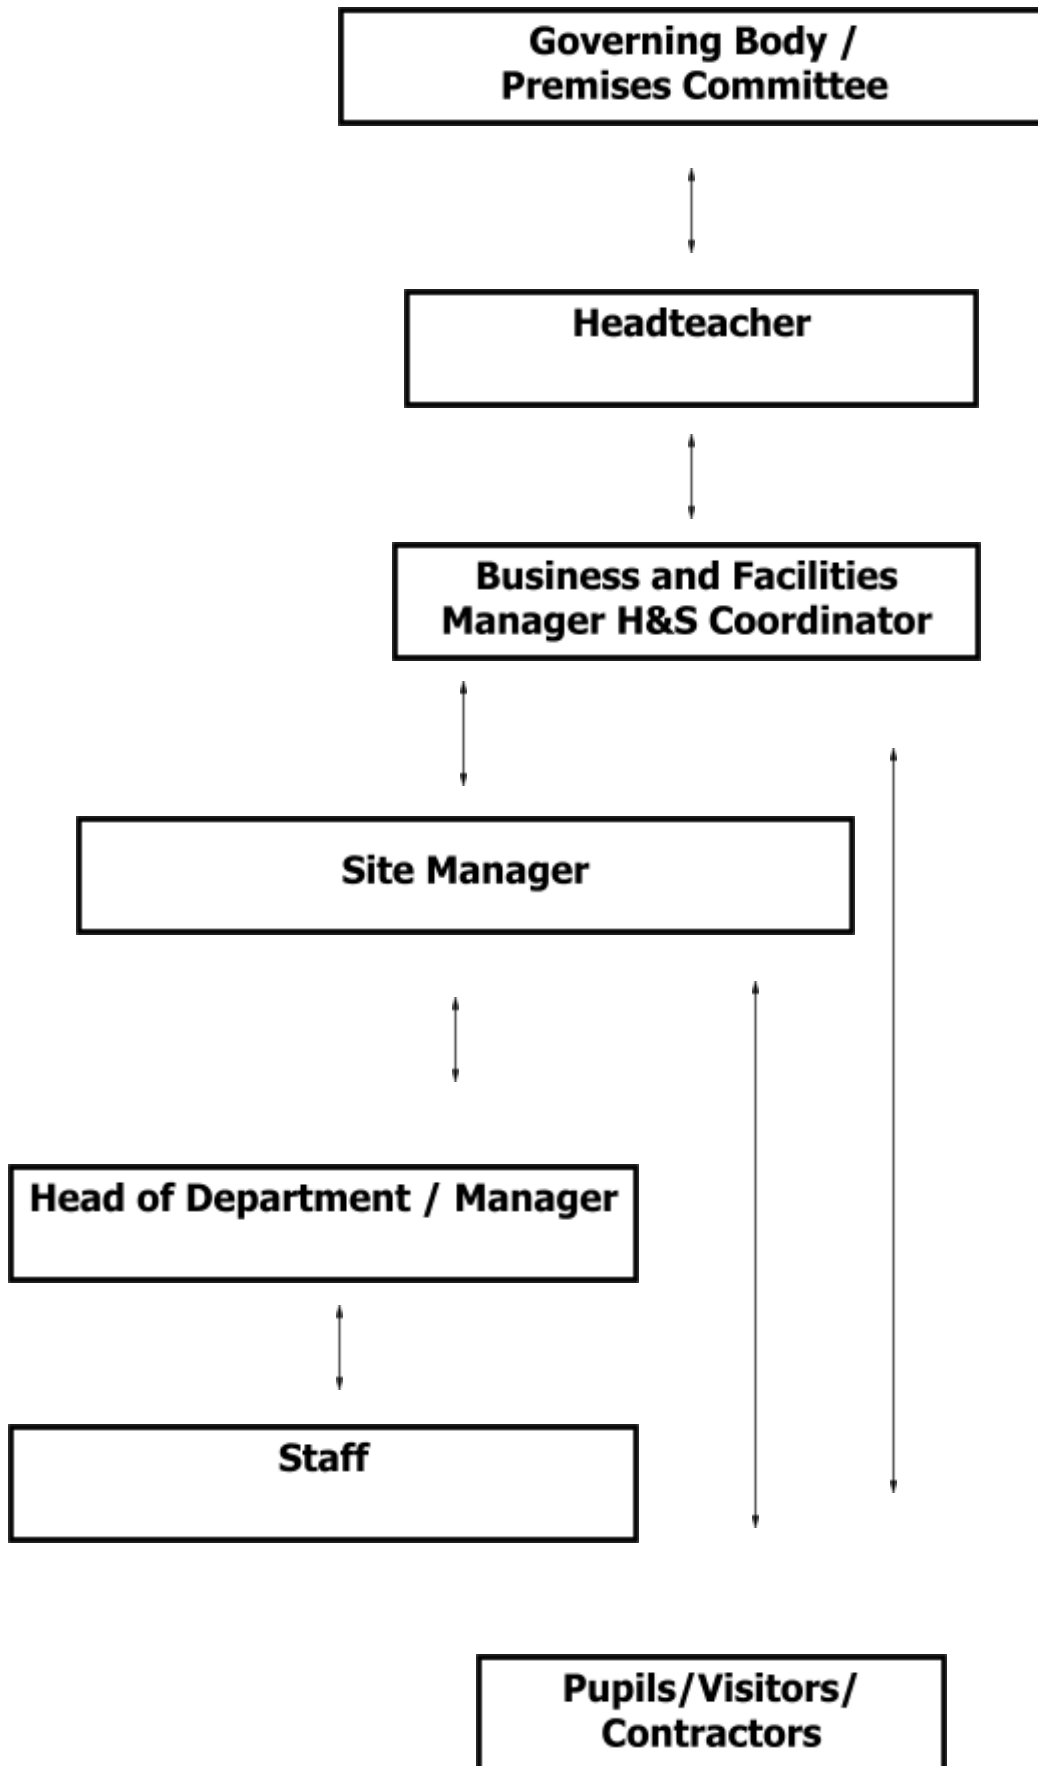 Governing Body /
Premises Committee
Headteacher
Business and Facilities
Manager H&S Coordinator
Site Manager
Head of Department / Manager
Staff
Pupils/Visitors/
Contractors